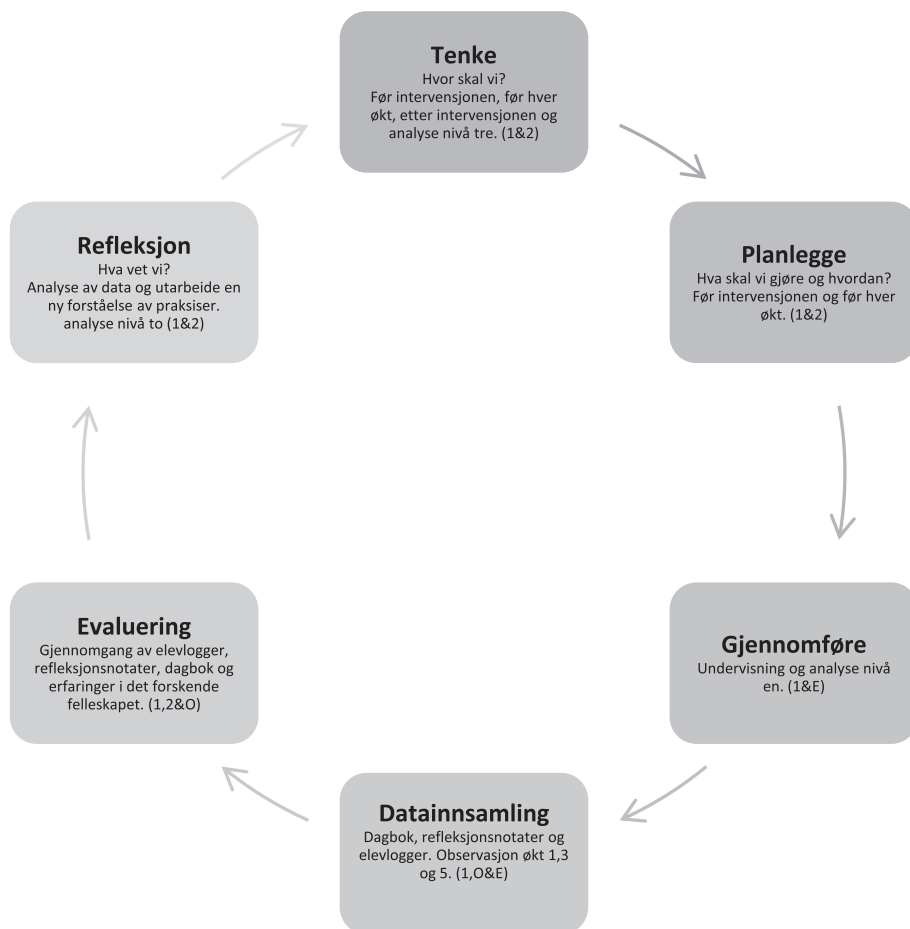 Tenke
Hvor skal vi?
Før intervensjonen, før hver
økt, etter intervensjonen og
analyse nivå tre. (1&2)
Planlegge
Hva skal vi gjøre og hvordan?
Før intervensjonen og før hver
økt. (1&2)
Gjennomføre
Undervisning og analyse nivå
en. (1&E)
Datainnsamling
Dagbok, refleksjonsnotater og
elevlogger. Observasjon økt 1,3
og 5. (1,O&E)
Evaluering
Gjennomgang av elevlogger,
refleksjonsnotater, dagbok og
erfaringer i det forskende
felleskapet. (1,2&O)
Refleksjon
Hva vet vi?
Analyse av data og utarbeide en
ny forståelse av praksiser.
analyse nivå to (1&2)